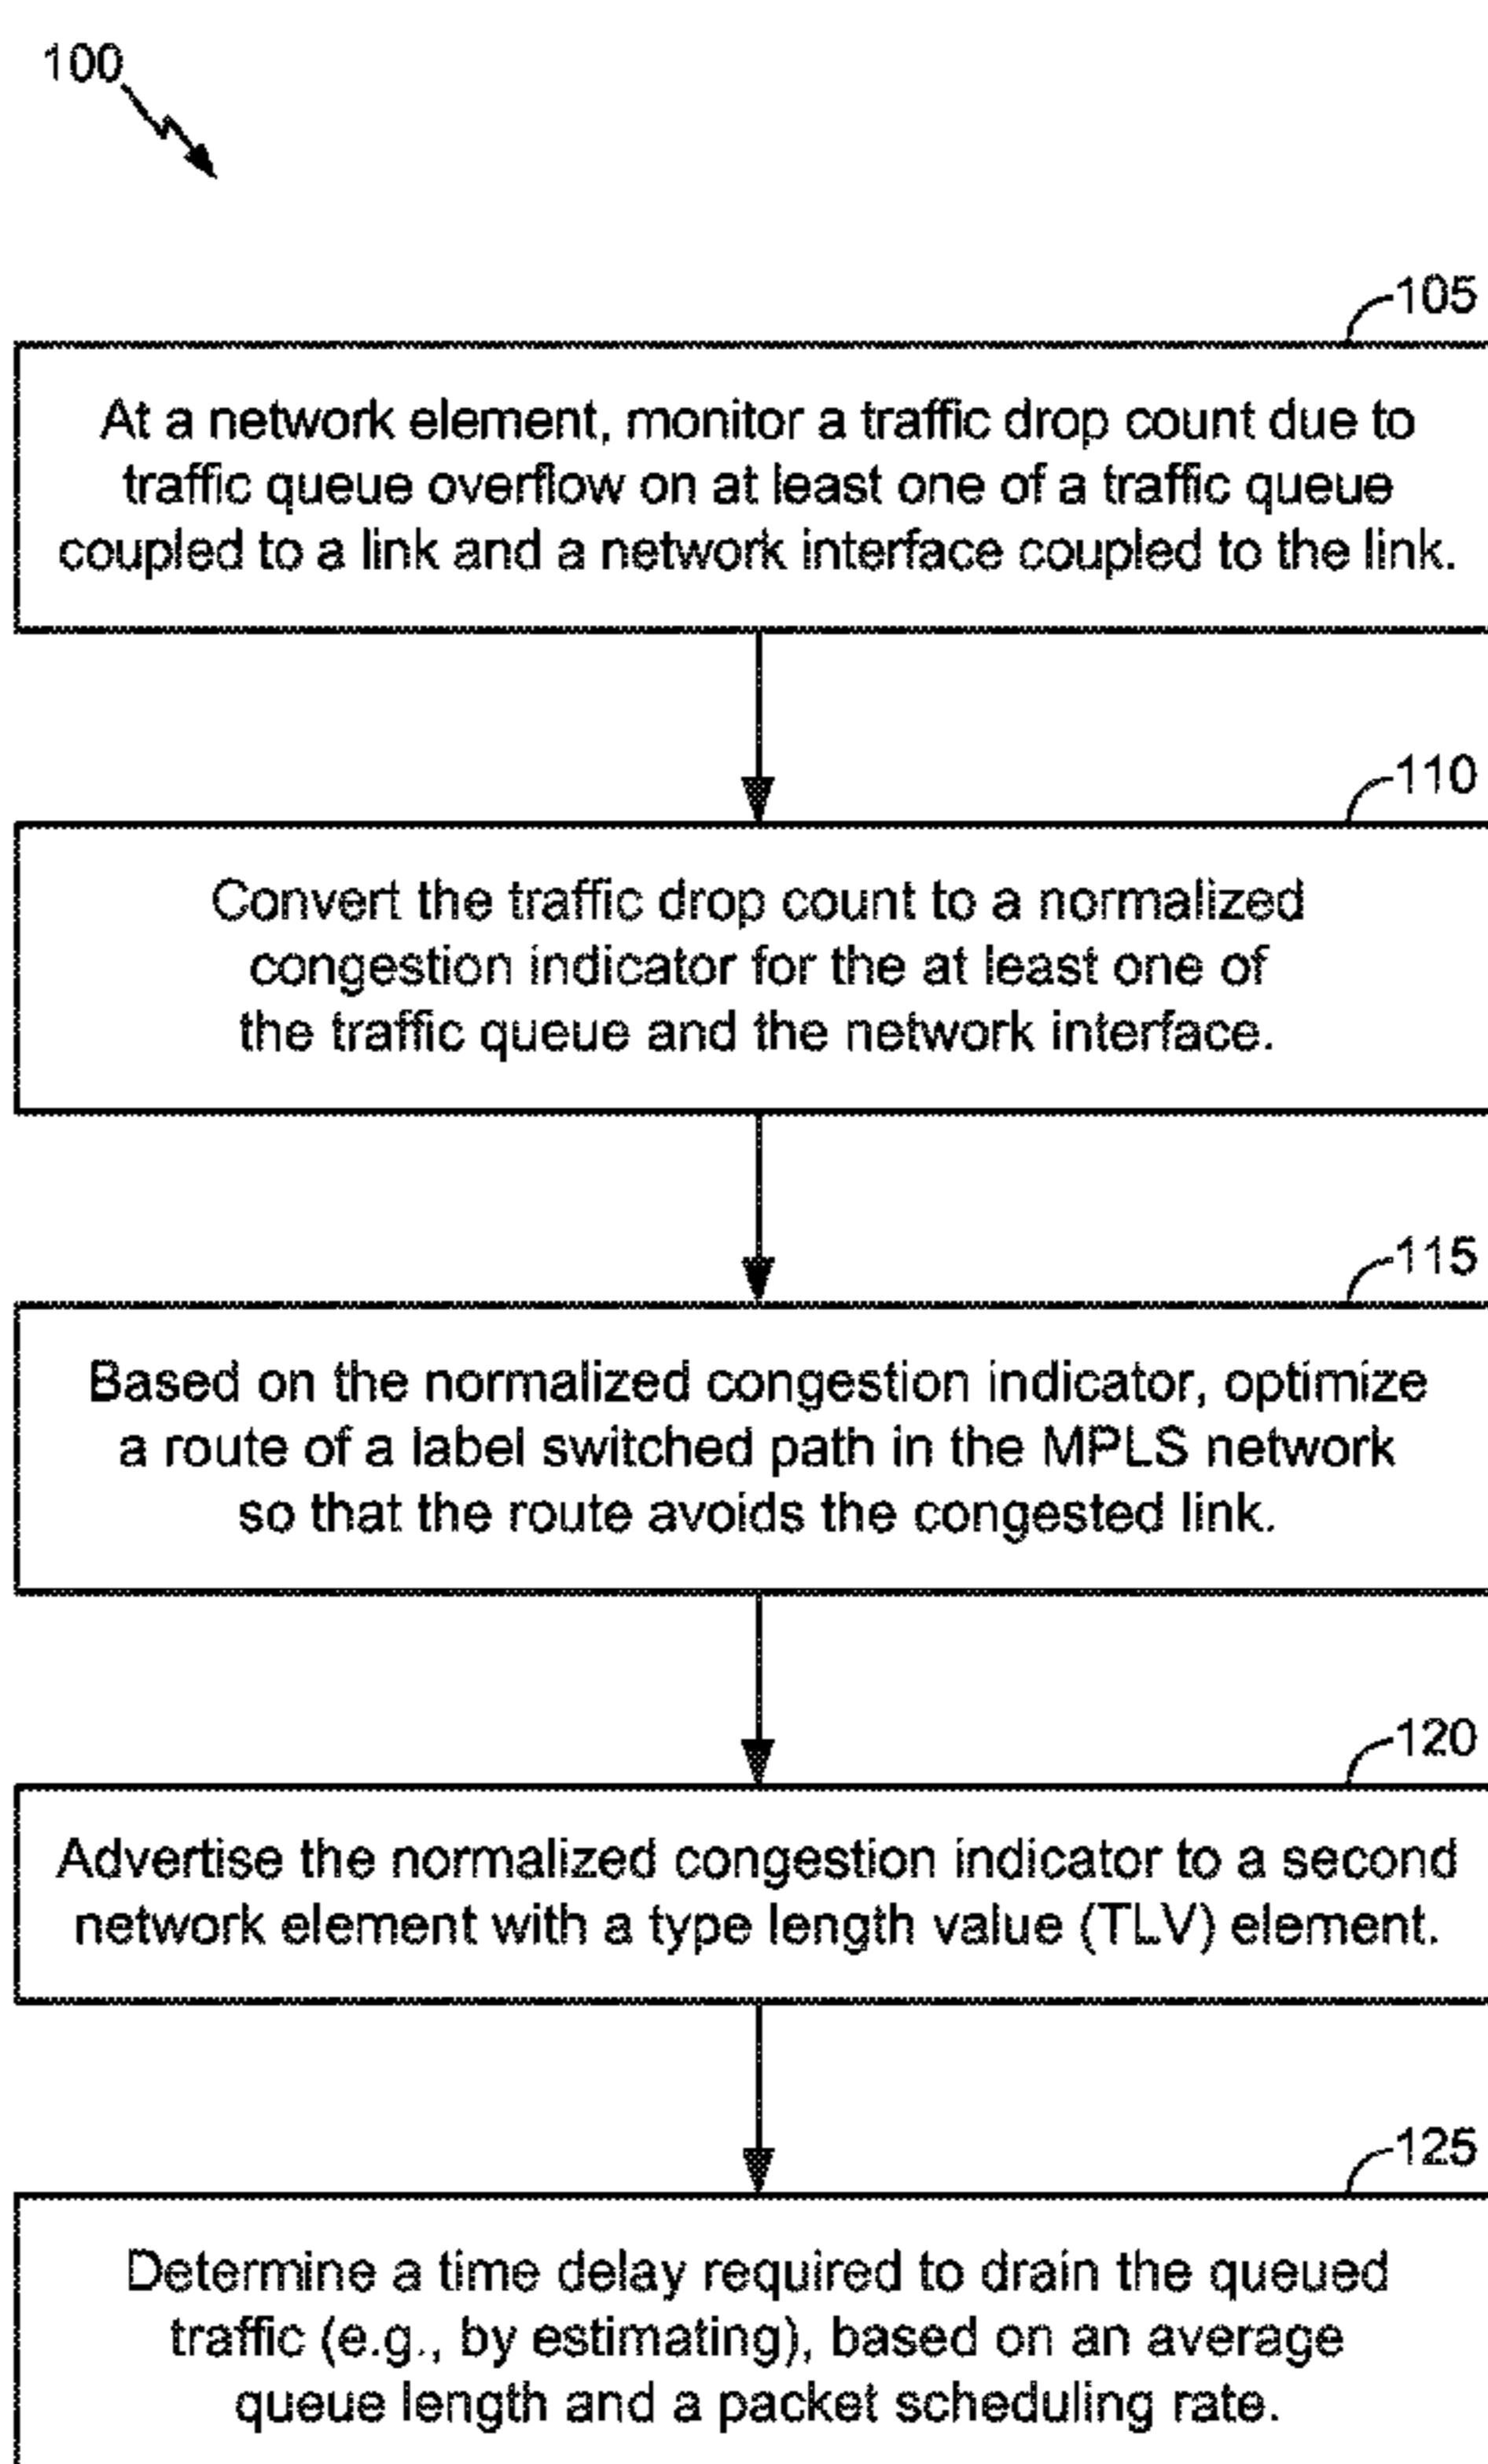 100
105
At a network element, monitor a traffic drop count due to
traffic queue overflow on at least one of a traffic queue
coupled to a link and a network interface coupled to the link.
110
Convert the traffic drop count to a normalized
congestion indicator for the at least one of
the traffic queue and the network interface.
115
Based on the normalized congestion indicator, optimize
a route of a label switched path in the MPLS network
so that the route avoids the congested link.
120
Advertise the normalized congestion indicator to a second
network element with a type length value (TLV) element.
125
Determine a time delay required to drain the queued
traffic (e.g., by estimating), based on an average
queue length and a packet scheduling rate.